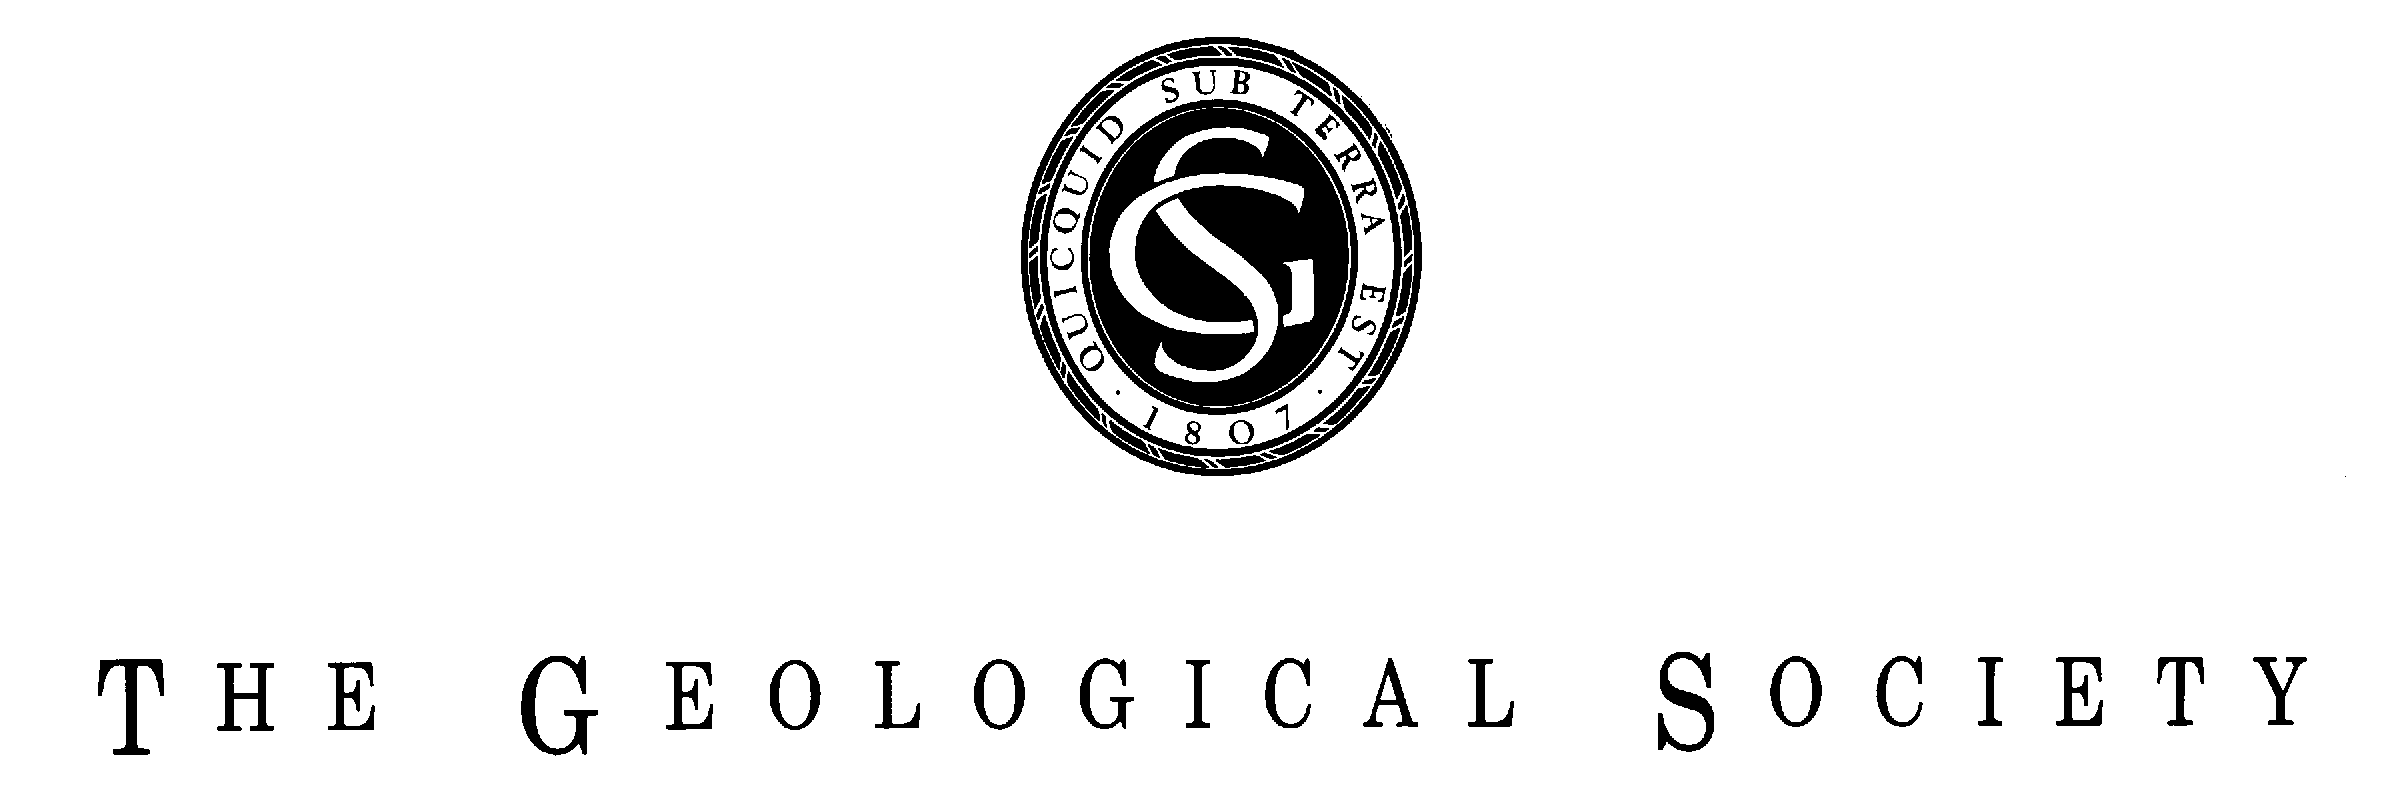 QUICQUID SUB TERRA EST
· 1807 ·
GS
THE GEOLOGICAL SOCIETY